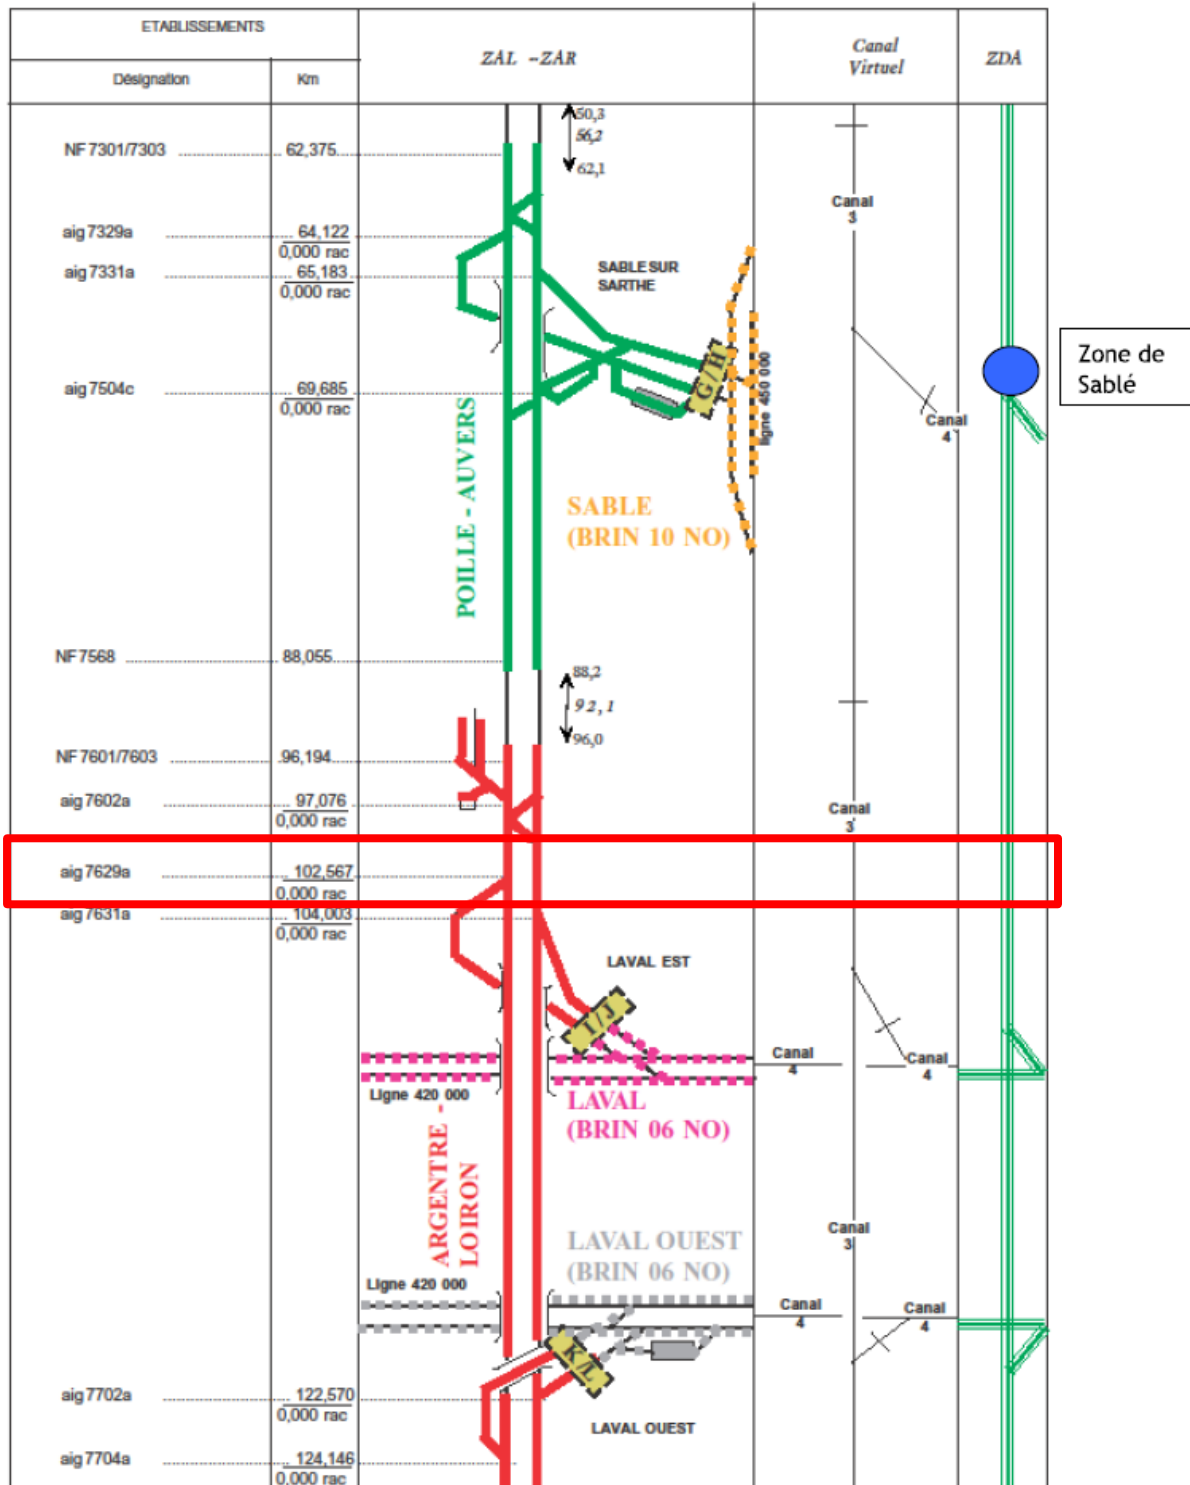 ETABLISSEMENTS
Désignation
Km
ZAL - ZAR
Canal
Virtuel
ZDA
50,3
56,2
62,1
NF 7301/7303
62,375
Canal
3
aig 7329a
64,122
0,000 rac
aig 7331a
65,183
0,000 rac
SABLE SUR
SARTHE
G/H
ligne 450 000
Zone de
Sablé
aig 7504c
69,685
0,000 rac
Canal
4
POILLE - AUVERS
SABLE
(BRIN 10 NO)
NF 7568
88,055
88,2
92,1
96,0
NF 7601/7603
96,194
aig 7602a
97,076
0,000 rac
Canal
3
aig 7629a
102,567
0,000 rac
aig 7631a
104,003
0,000 rac
LAVAL EST
I/J
Canal
4
Canal
4
Ligne 420 000
LAVAL
(BRIN 06 NO)
ARGENTRE -
LOIRON
Canal
3
LAVAL OUEST
(BRIN 06 NO)
Ligne 420 000
Canal
4
Canal
4
K/L
aig 7702a
122,570
0,000 rac
LAVAL OUEST
aig 7704a
124,146
0,000 rac